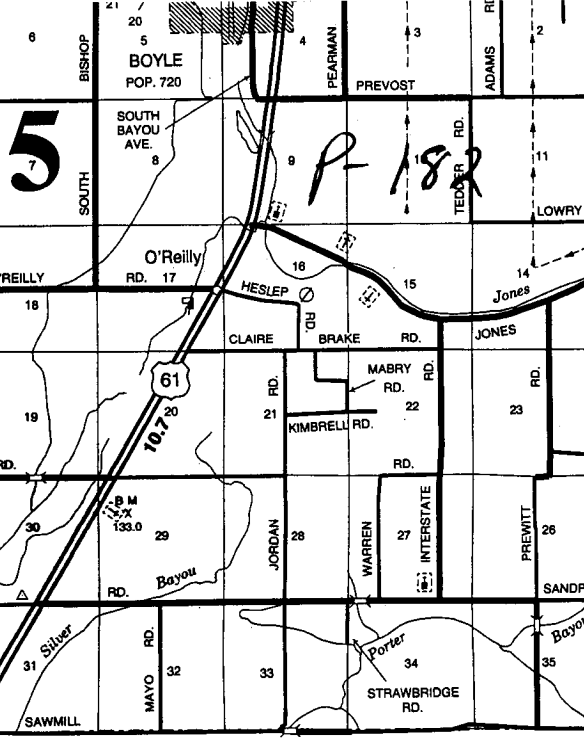 21
20
6
BISHOP
5
4
PEARMAN
3
ADAMS
RD
2
BOYLE
POP. 720
PREVOST
SOUTH
BAYOU
AVE.
5
7
8
9
P-182
11
TEDDER RD.
SOUTH
LOWRY
O'Reilly
16
15
14
'REILLY
RD.
17
HESLEP
RD.
Jones
18
JONES
CLAIRE
BRAKE
RD.
61
MABRY
RD.
RD.
RD.
RD.
19
20
21
22
23
KIMBRELL RD.
10.7
RD.
RD.
B M
X
133.0
30
29
JORDAN
28
WARREN
27
INTERSTATE
PREWITT
26
RD.
Bayou
SANDR
Silver
31
MAYO RD.
32
33
Porter
34
Bayou
35
STRAWBRIDGE
RD.
SAWMILL